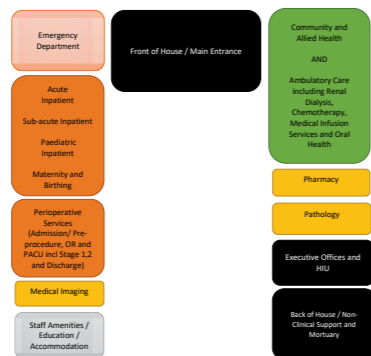 Emergency
Department
Front of House / Main Entrance
Community and
Allied Health
AND
Ambulatory Care
including Renal
Dialysis,
Chemotherapy,
Medical Infusion
Services and Oral
Health
Acute
Inpatient
Sub-acute Inpatient
Paediatric
Inpatient
Maternity and
Birthing
Pharmacy
Perioperative
Services
(Admission/ Pre-
procedure, OR and
PACU incl Stage 1,2
and Discharge)
Pathology
Executive Offices and
HIU
Medical Imaging
Back of House / Non-
Clinical Support and
Mortuary
Staff Amenities /
Education /
Accommodation